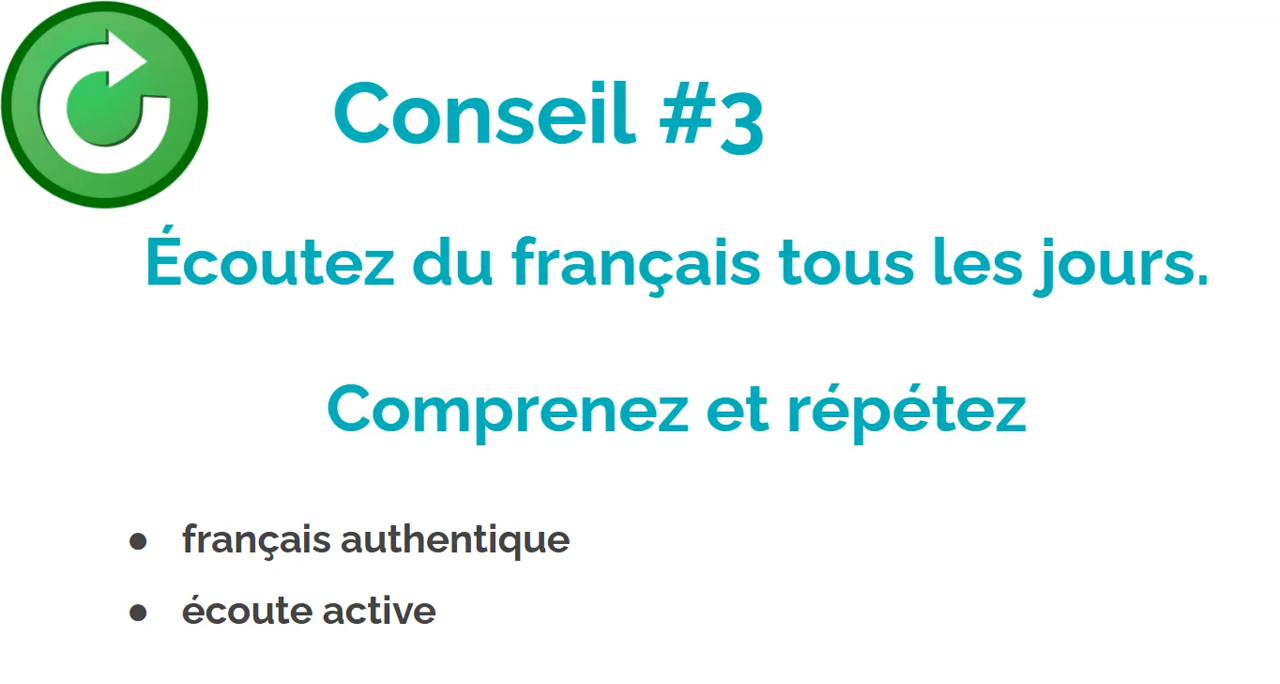 Conseil #3
Écoutez du français tous les jours.
Comprenez et répétez
● français authentique
● écoute active